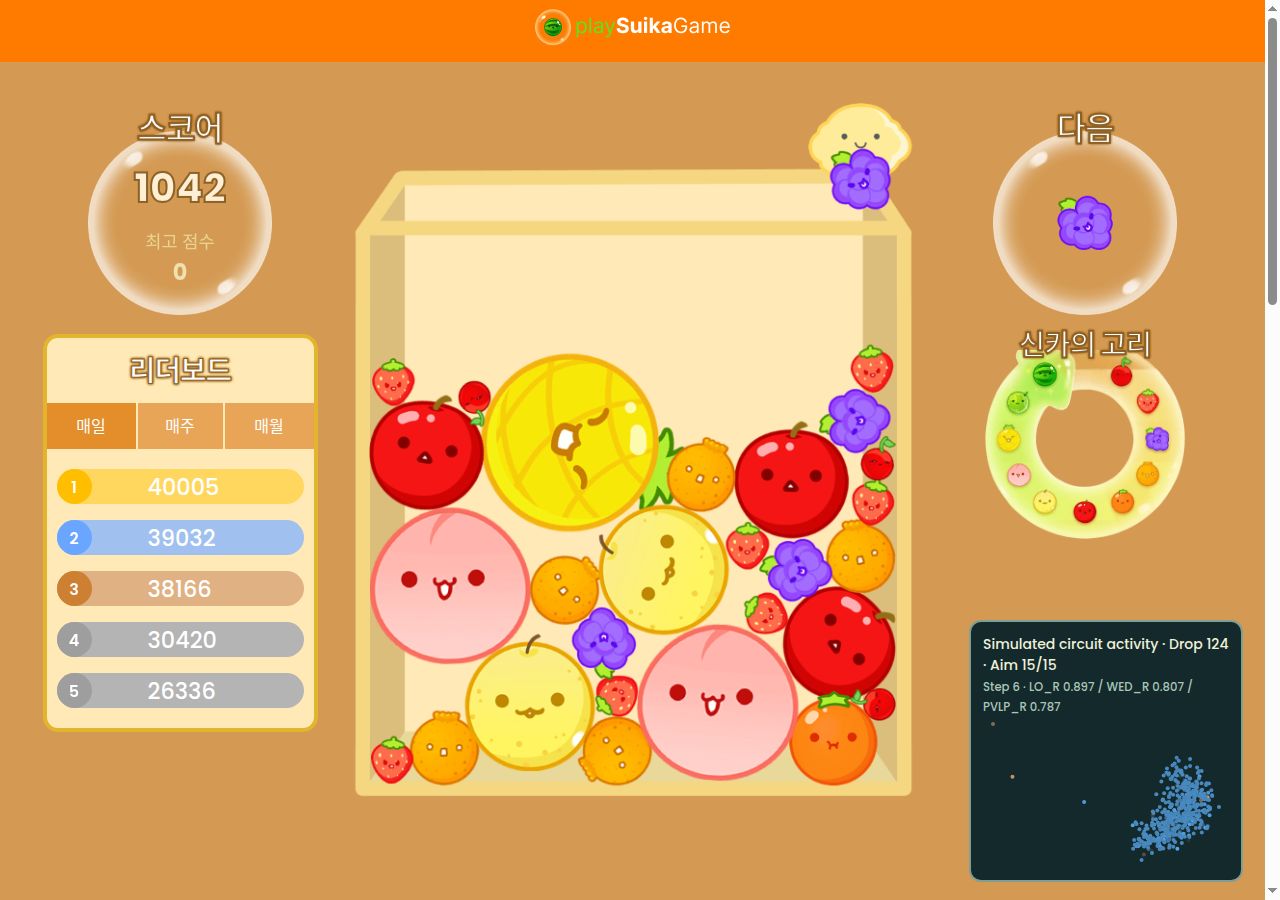 playSuikaGame
스코어
1042
최고 점수
0
다음
리더보드
매일 매주 매월
1 40005
2 39032
3 38166
4 30420
5 26336
신카의 고리
Simulated circuit activity · Drop 124
· Aim 15/15
Step 6 · LO_R 0.897 / WED_R 0.807 /
PVLP_R 0.787